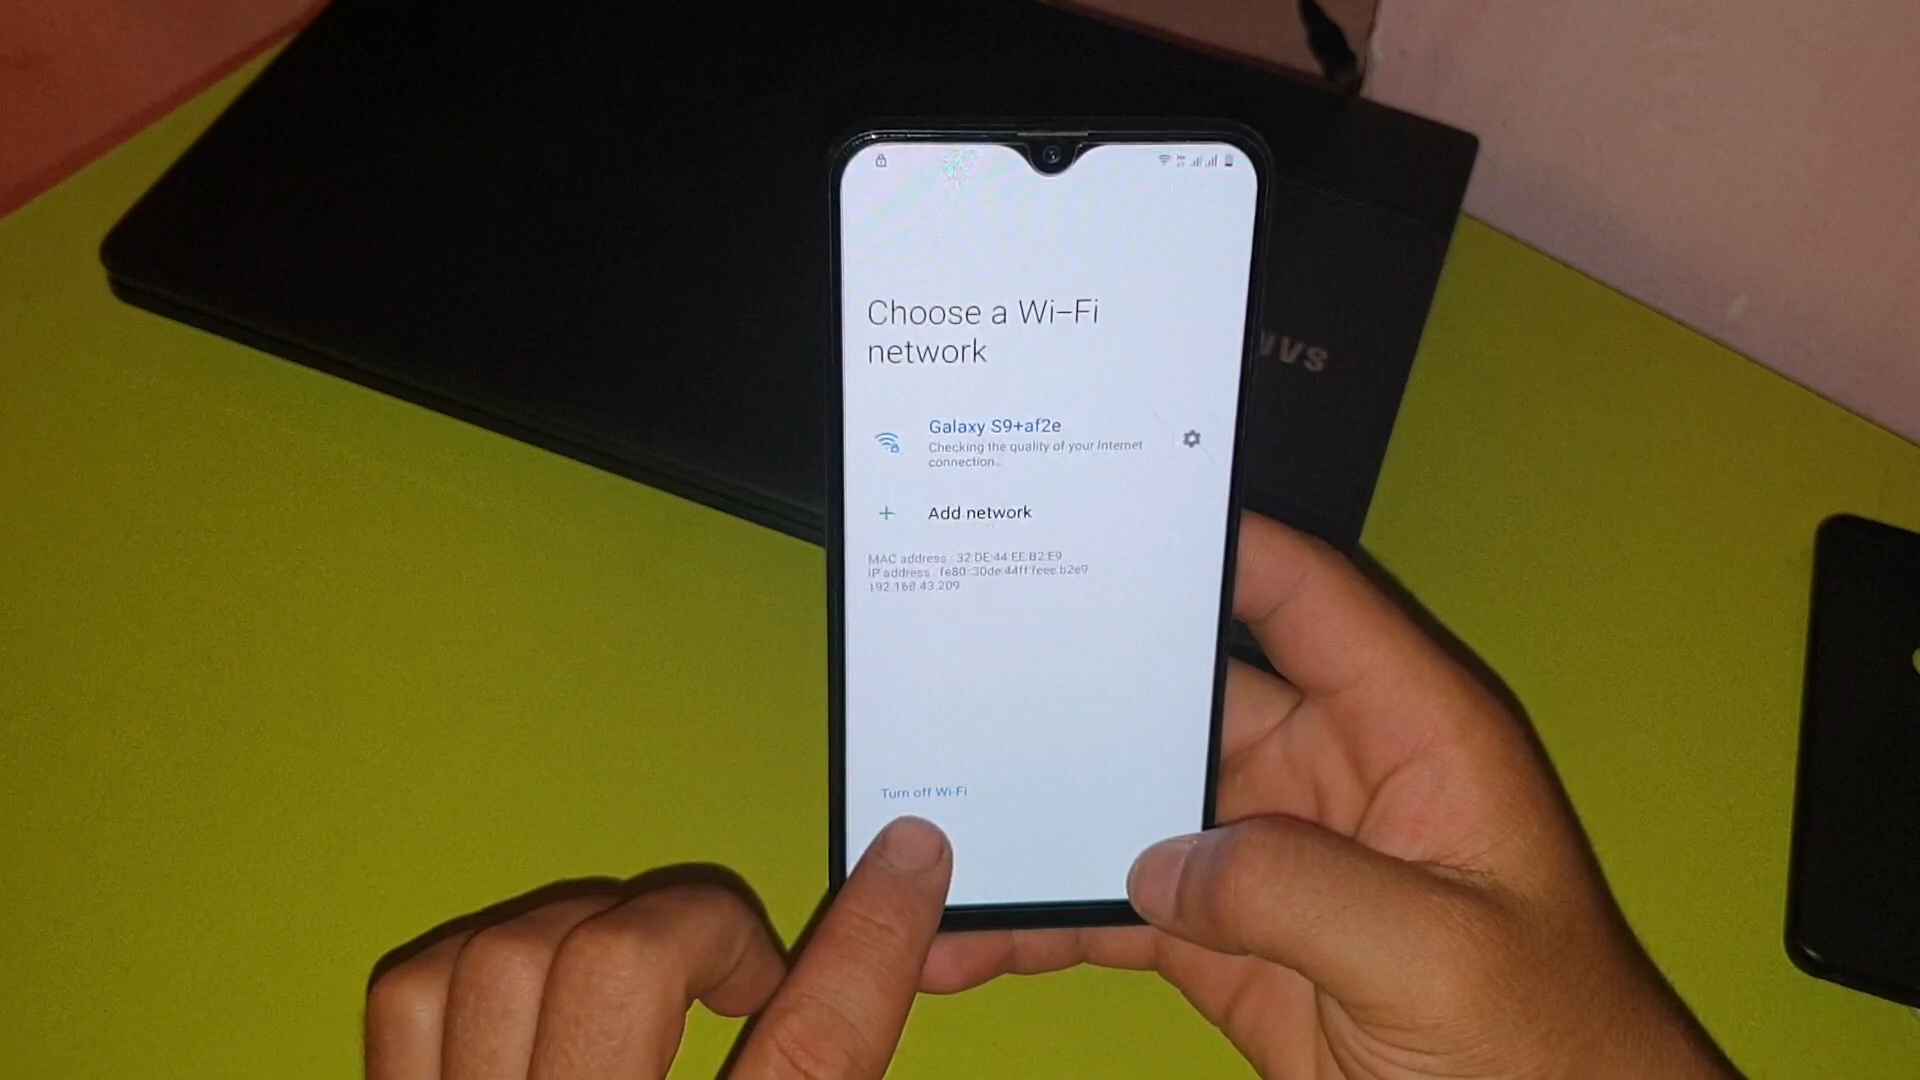 Choose a Wi-Fi
network
Galaxy S9+af2e
Checking the quality of your Internet
connection..
+ Add network
MAC address : 32:DE:44:EE:B2:E9
IP address : fe80::30de:44ff:feee:b2e9
192.168.43.209
Turn off Wi-Fi